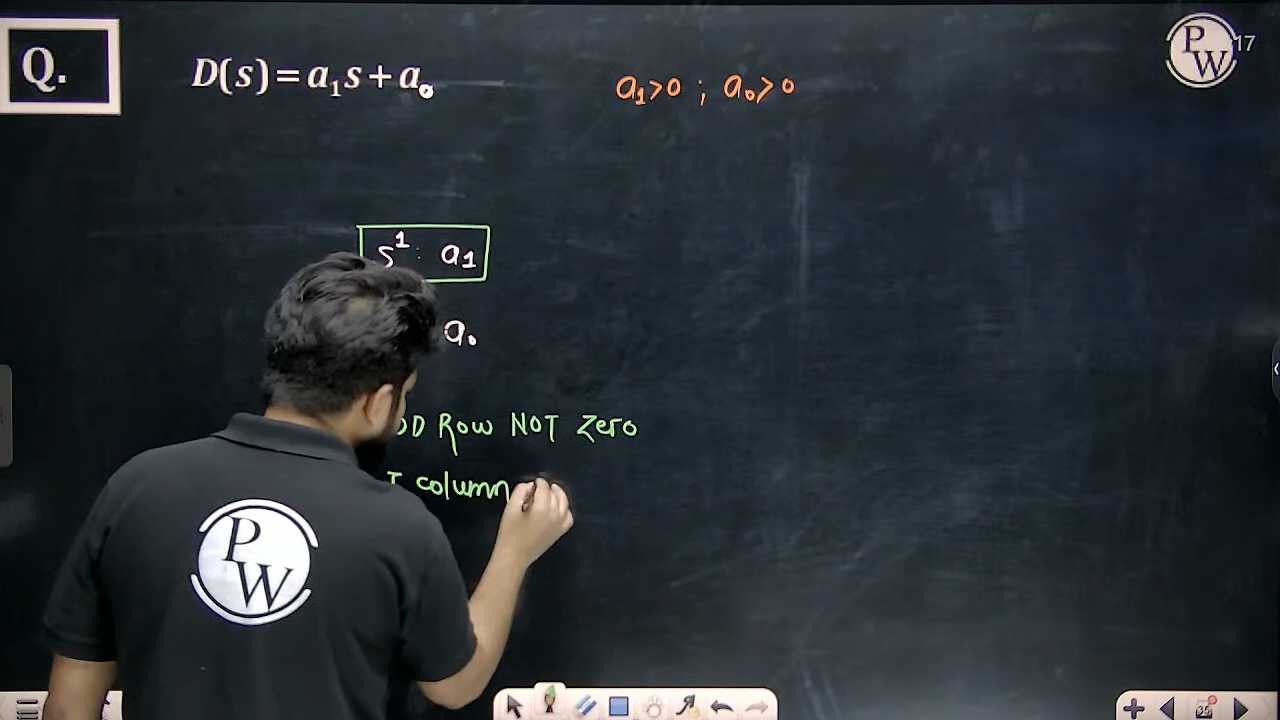 Q.
D(s)=a₁s+a₀
a₁>0 ; a₀>0
PW
17
s¹: a₁
a₀
Row NOT Zero
I column
PW